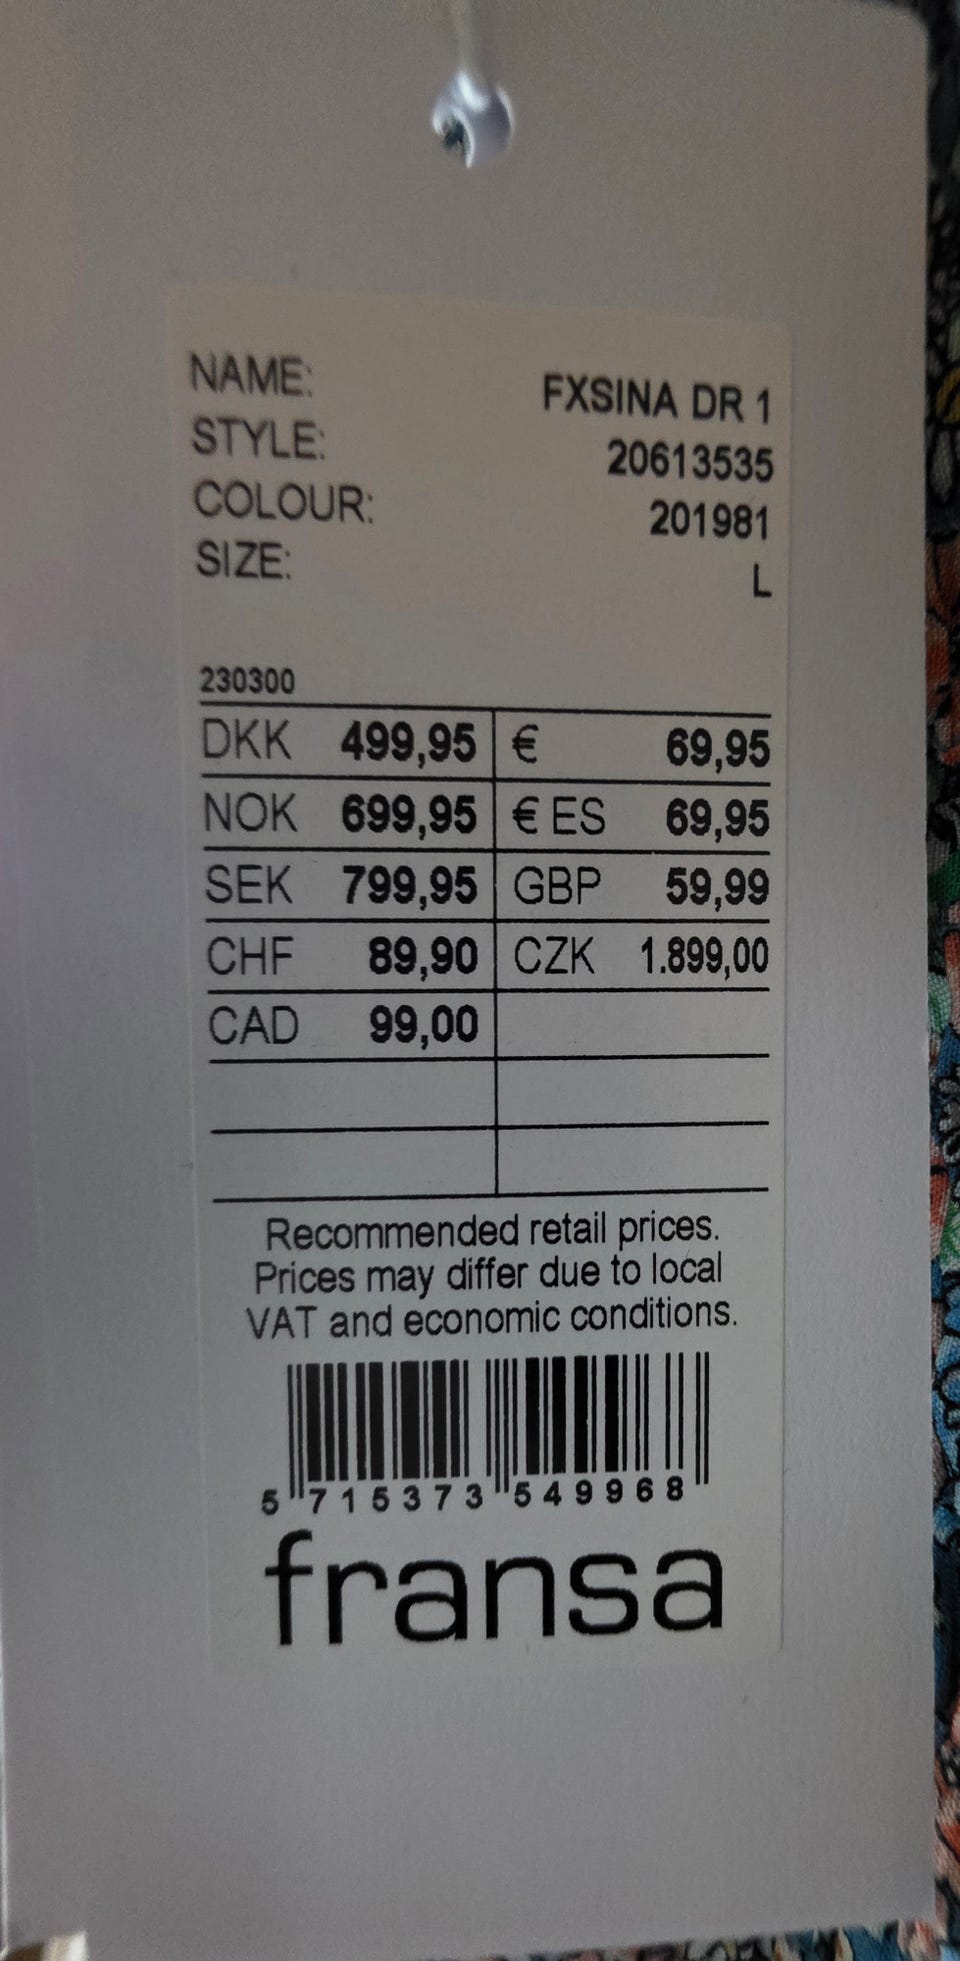 NAME: FXSINA DR 1
STYLE: 20613535
COLOUR: 201981
SIZE: L
230300
DKK 499,95 € 69,95
NOK 699,95 € ES 69,95
SEK 799,95 GBP 59,99
CHF 89,90 CZK 1.899,00
CAD 99,00
Recommended retail prices.
Prices may differ due to local
VAT and economic conditions.
5 715373 549968
fransa